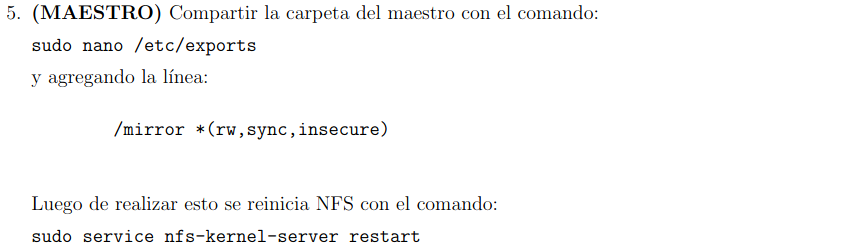 5. (MAESTRO) Compartir la carpeta del maestro con el comando:
sudo nano /etc/exports
y agregando la línea:
/mirror *(rw,sync,insecure)
Luego de realizar esto se reinicia NFS con el comando:
sudo service nfs-kernel-server restart